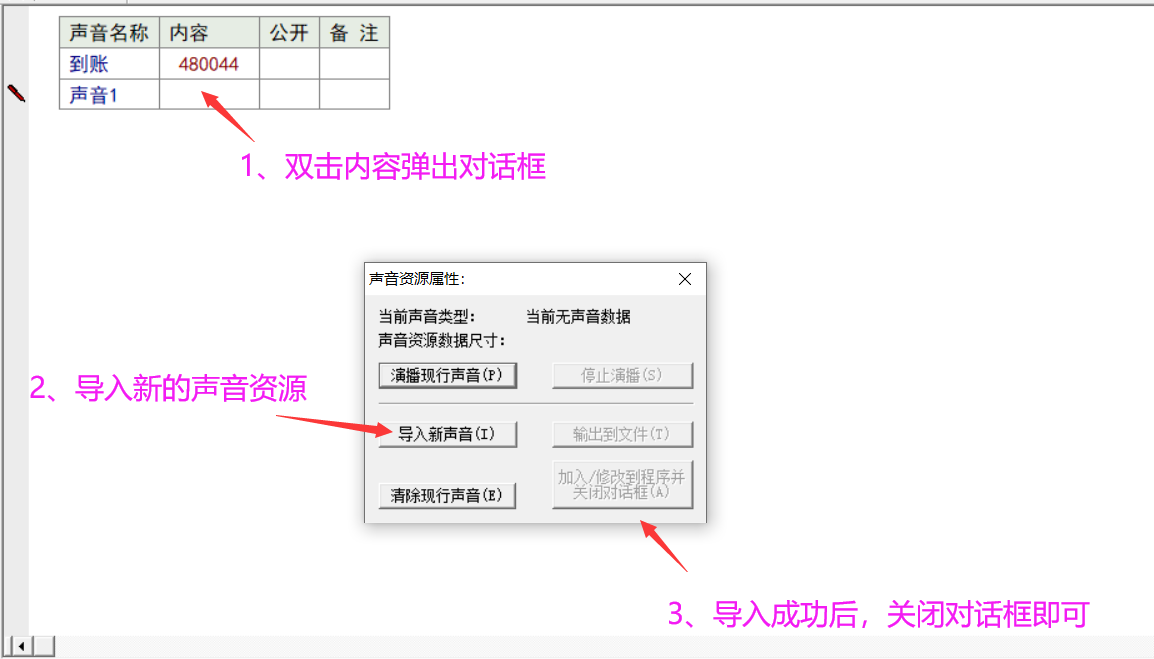 声音名称 内容 公开 备 注
到账 480044
声音1
1、双击内容弹出对话框
声音资源属性:
当前声音类型: 当前无声音数据
声音资源数据尺寸:
演播现行声音(P) 停止演播(S)
2、导入新的声音资源
导入新声音(I) 输出到文件(T)
加入/修改到程序并
关闭对话框(A)
清除现行声音(E)
3、导入成功后，关闭对话框即可